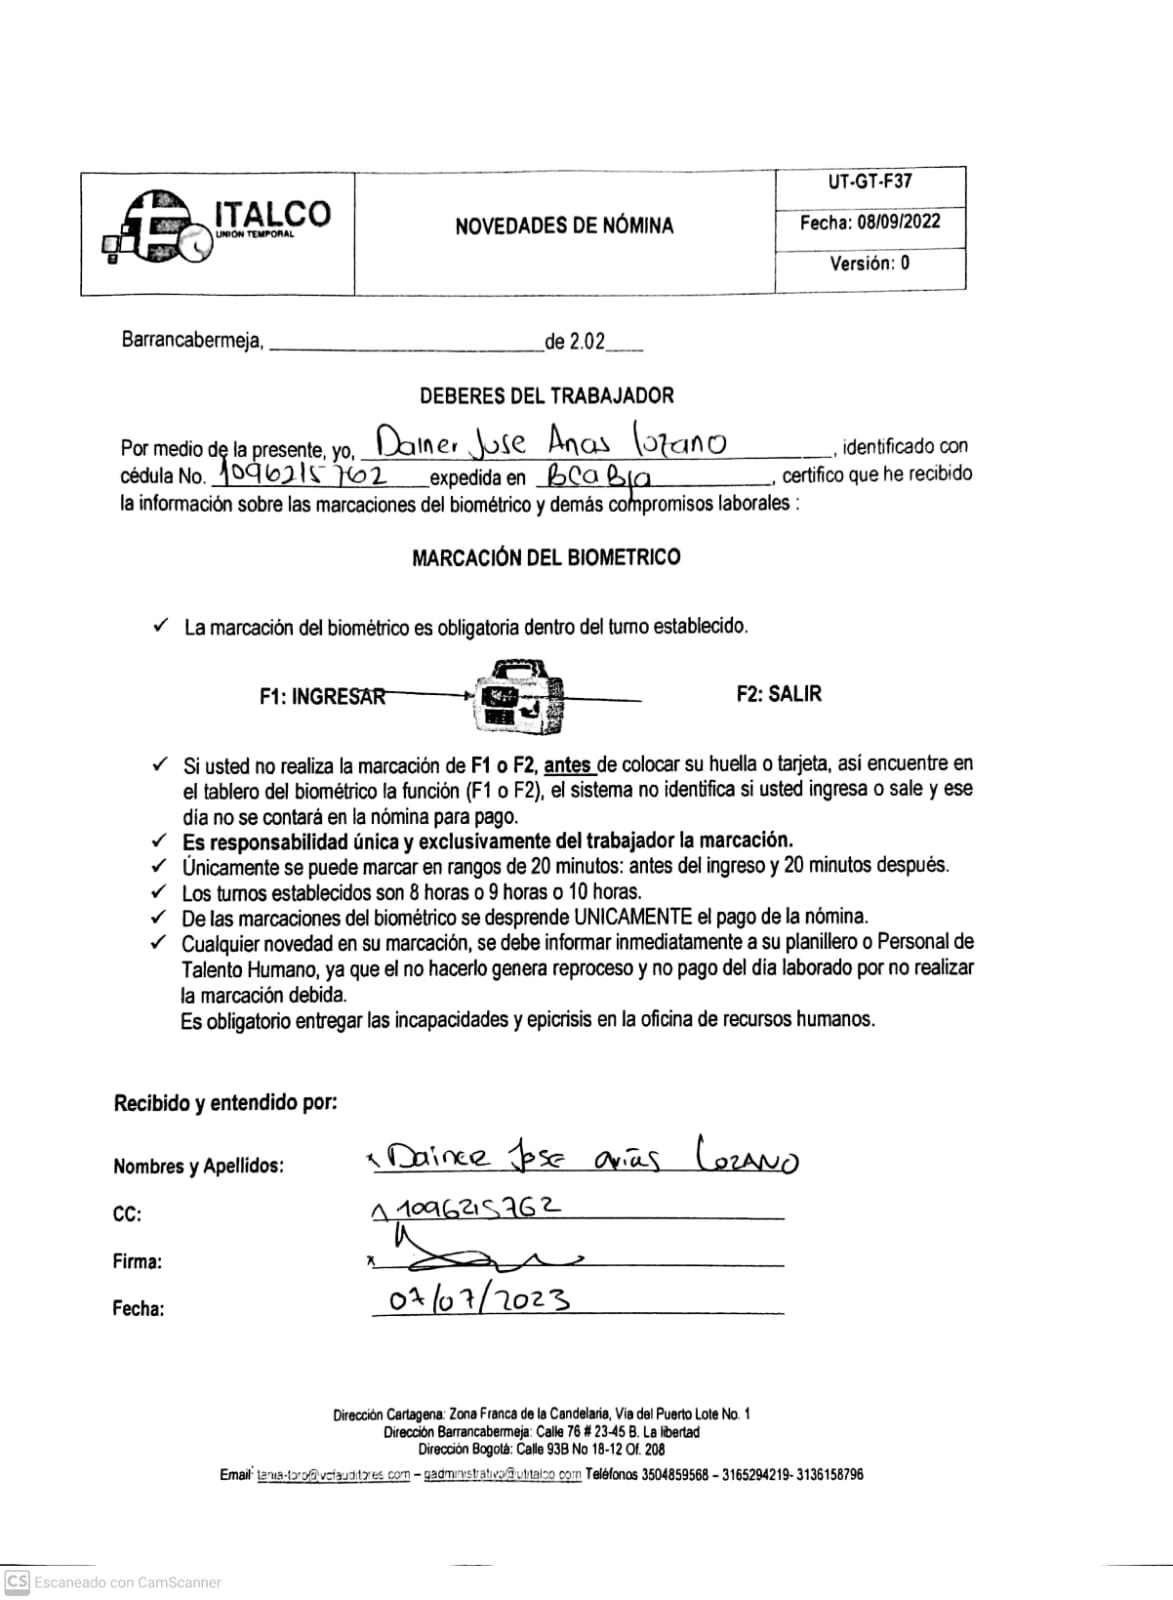 ITALCO
UNION TEMPORAL
NOVEDADES DE NÓMINA
UT-GT-F37
Fecha: 08/09/2022
Versión: 0
Barrancabermeja, ____________________de 2.02____
DEBERES DEL TRABAJADOR
Por medio de la presente, yo, Dainer Jose Arias Lozano, identificado con
cédula No. 1096215762 expedida en BCABJA, certifico que he recibido
la información sobre las marcaciones del biométrico y demás compromisos laborales :
MARCACIÓN DEL BIOMETRICO
✓ La marcación del biométrico es obligatoria dentro del turno establecido.
F1: INGRESAR F2: SALIR
✓ Si usted no realiza la marcación de F1 o F2, antes de colocar su huella o tarjeta, así encuentre en
el tablero del biométrico la función (F1 o F2), el sistema no identifica si usted ingresa o sale y ese
día no se contará en la nómina para pago.
✓ Es responsabilidad única y exclusivamente del trabajador la marcación.
✓ Únicamente se puede marcar en rangos de 20 minutos: antes del ingreso y 20 minutos después.
✓ Los turnos establecidos son 8 horas o 9 horas o 10 horas.
✓ De las marcaciones del biométrico se desprende UNICAMENTE el pago de la nómina.
✓ Cualquier novedad en su marcación, se debe informar inmediatamente a su planillero o Personal de
Talento Humano, ya que el no hacerlo genera reproceso y no pago del día laborado por no realizar
la marcación debida.
Es obligatorio entregar las incapacidades y epicrisis en la oficina de recursos humanos.
Recibido y entendido por:
Nombres y Apellidos: x Dainer Jose arias Lozano
CC: 1096215762
Firma: x
Fecha: 07/07/2023
Dirección Cartagena: Zona Franca de la Candelaria, Vía del Puerto Lote No. 1
Dirección Barrancabermeja: Calle 76 # 23-45 B. La libertad
Dirección Bogotá: Calle 93B No 18-12 Of. 208
Email: tania-toro@vcfauditores.com – gadministrativo@utitalco.com Teléfonos 3504859568 – 3165294219- 3136158796
CS Escaneado con CamScanner